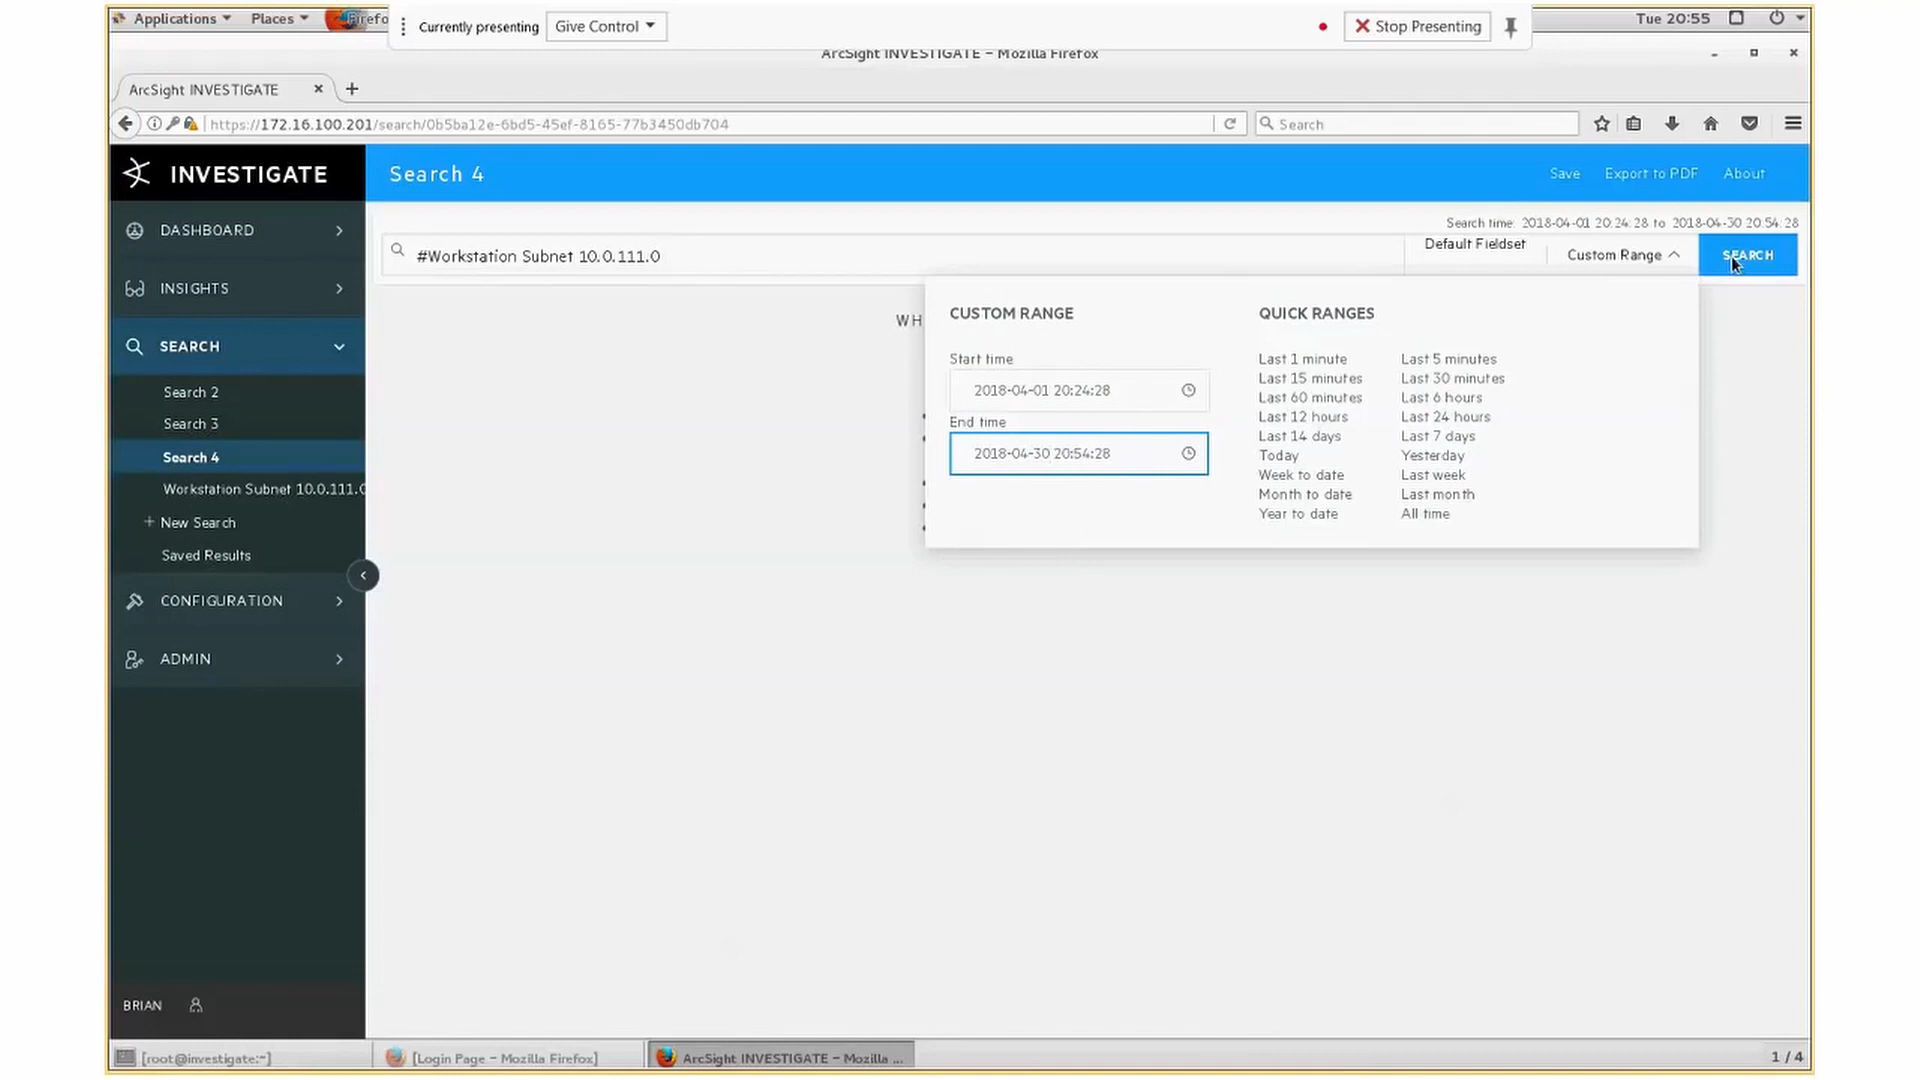 Applications Places Firefo Currently presenting Give Control Stop Presenting Tue 20:55
ArcSight INVESTIGATE - Mozilla Firefox
ArcSight INVESTIGATE
https://172.16.100.201/search/0b5ba12e-6bd5-45ef-8165-77b3450db704 Search
INVESTIGATE
Search 4 Save Export to PDF About
DASHBOARD
INSIGHTS
SEARCH
Search 2
Search 3
Search 4
Workstation Subnet 10.0.111.0
+ New Search
Saved Results
CONFIGURATION
ADMIN
BRIAN
Search time: 2018-04-01 20:24:28 to 2018-04-30 20:54:28
#Workstation Subnet 10.0.111.0 Default Fieldset Custom Range SEARCH
WH
CUSTOM RANGE
Start time
2018-04-01 20:24:28
End time
2018-04-30 20:54:28
QUICK RANGES
Last 1 minute Last 5 minutes
Last 15 minutes Last 30 minutes
Last 60 minutes Last 6 hours
Last 12 hours Last 24 hours
Last 14 days Last 7 days
Today Yesterday
Week to date Last week
Month to date Last month
Year to date All time
[root@investigate:~] [Login Page - Mozilla Firefox] ArcSight INVESTIGATE - Mozilla ... 1 / 4